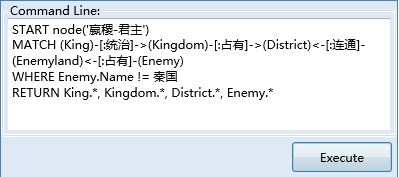 Command Line:
START node('嬴稷-君主')
MATCH (King)-[:统治]->(Kingdom)-[:占有]->(District)<-[:连通]-
(Enemyland)<-[:占有]-(Enemy)
WHERE Enemy.Name != 秦国
RETURN King.*, Kingdom.*, District.*, Enemy.*
Execute